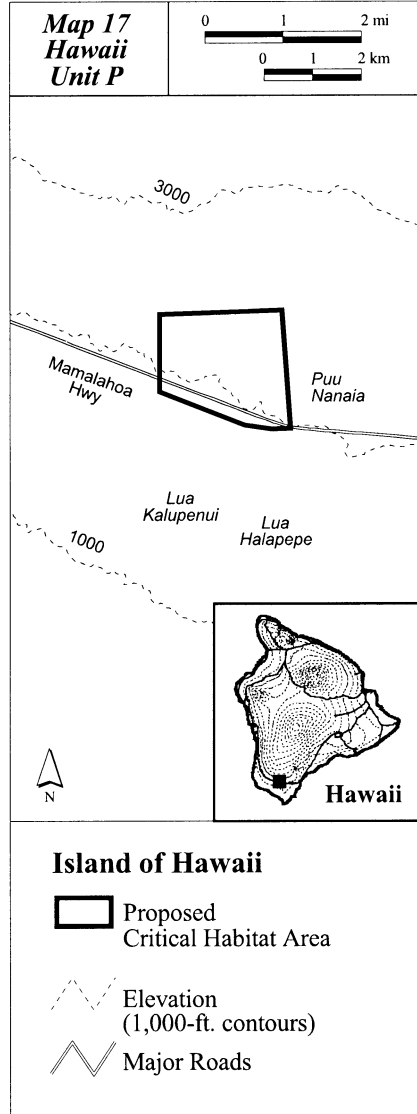 Map 17
Hawaii
Unit P
0 1 2 mi
0 1 2 km
3000
Mamalahoa
Hwy
Puu
Nanaia
Lua
Kalupenui
Lua
Halapepe
1000
N
Hawaii
Island of Hawaii
Proposed
Critical Habitat Area
Elevation
(1,000-ft. contours)
Major Roads